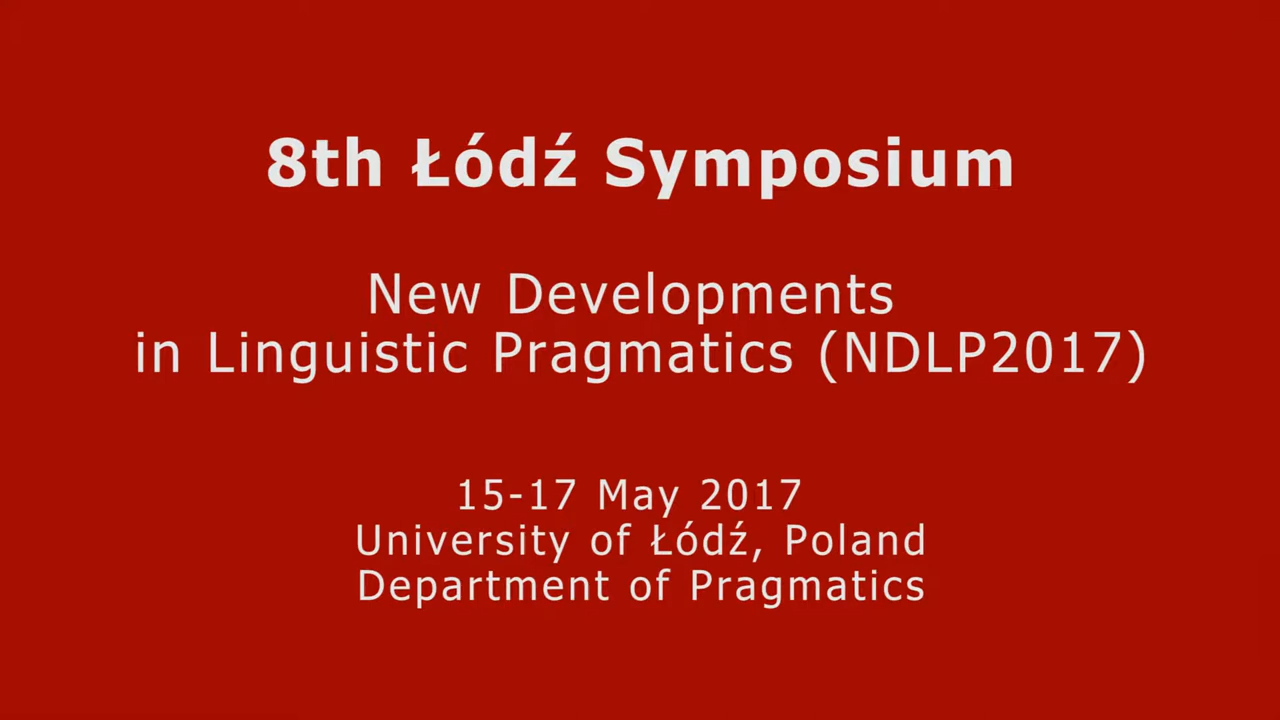 8th Łódź Symposium
New Developments
in Linguistic Pragmatics (NDLP2017)
15-17 May 2017
University of Łódź, Poland
Department of Pragmatics